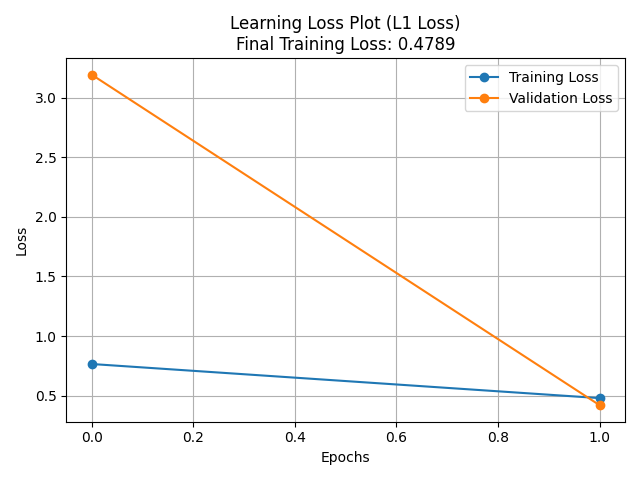 Learning Loss Plot (L1 Loss)
Final Training Loss: 0.4789
Training Loss
Validation Loss
Loss
3.0
2.5
2.0
1.5
1.0
0.5
0.0 0.2 0.4 0.6 0.8 1.0
Epochs